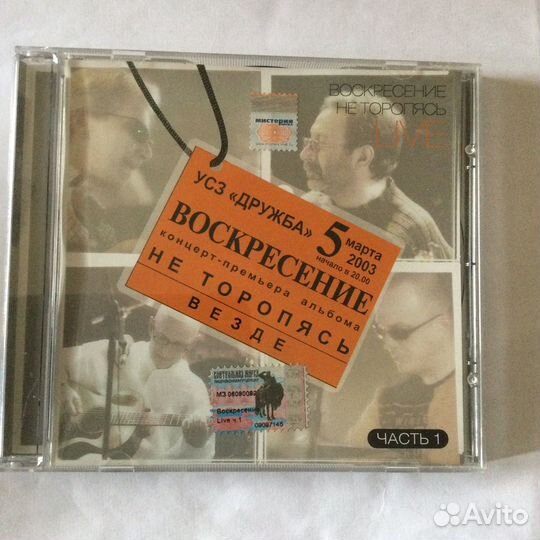 ВОСКРЕСЕНИЕ
НЕ ТОРОПЯСЬ
LIVE
мистерия
УСЗ «ДРУЖБА»
5 марта
2003
начало в 20.00
ВОСКРЕСЕНИЕ
концерт-премьера альбома
НЕ ТОРОПЯСЬ
ВЕЗДЕ
Воскресение
Live ч.1
09097145
ЧАСТЬ 1
Avito